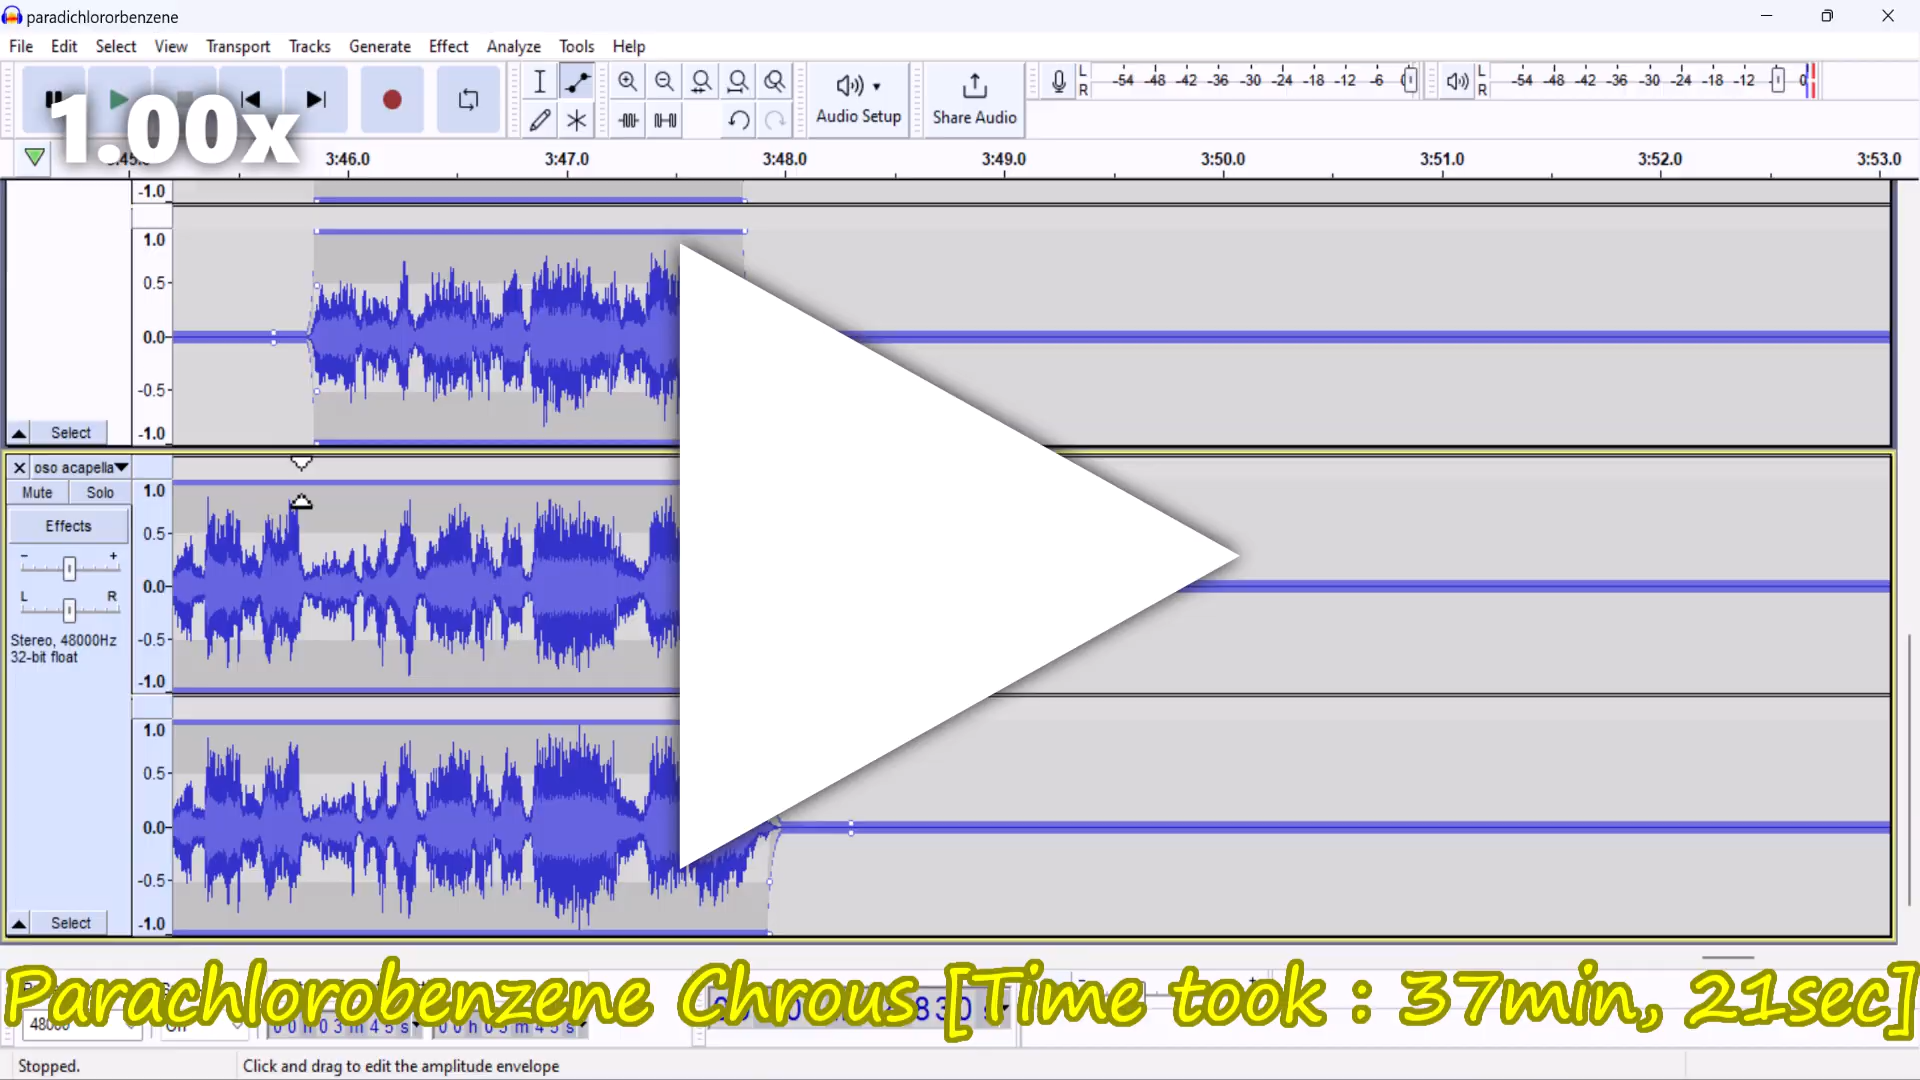 paradichlororbenzene
File Edit Select View Transport Tracks Generate Effect Analyze Tools Help
1.00x
Audio Setup
Share Audio
L
R
-54 -48 -42 -36 -30 -24 -18 -12 -6 0
L
R
-54 -48 -42 -36 -30 -24 -18 -12 0
3:46.0 3:47.0 3:48.0 3:49.0 3:50.0 3:51.0 3:52.0 3:53.0
-1.0
1.0
0.5
0.0
-0.5
-1.0
Select
oso acapella
Mute Solo
Effects
- +
L R
Stereo, 48000Hz
32-bit float
1.0
0.5
0.0
-0.5
-1.0
1.0
0.5
0.0
-0.5
-1.0
Select
Parachlorobenzene Chrous [Time took : 37min, 21sec]
00h03m45s
Stopped.
Click and drag to edit the amplitude envelope